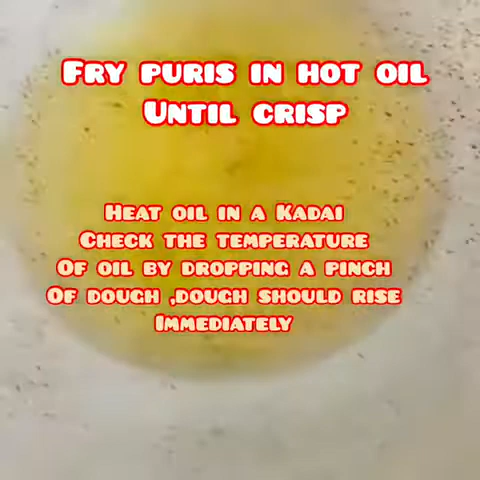 Fry puris in hot oil
Until crisp
Heat oil in a Kadai
Check the temperature
Of oil by dropping a pinch
Of dough ,dough should rise
Immediately